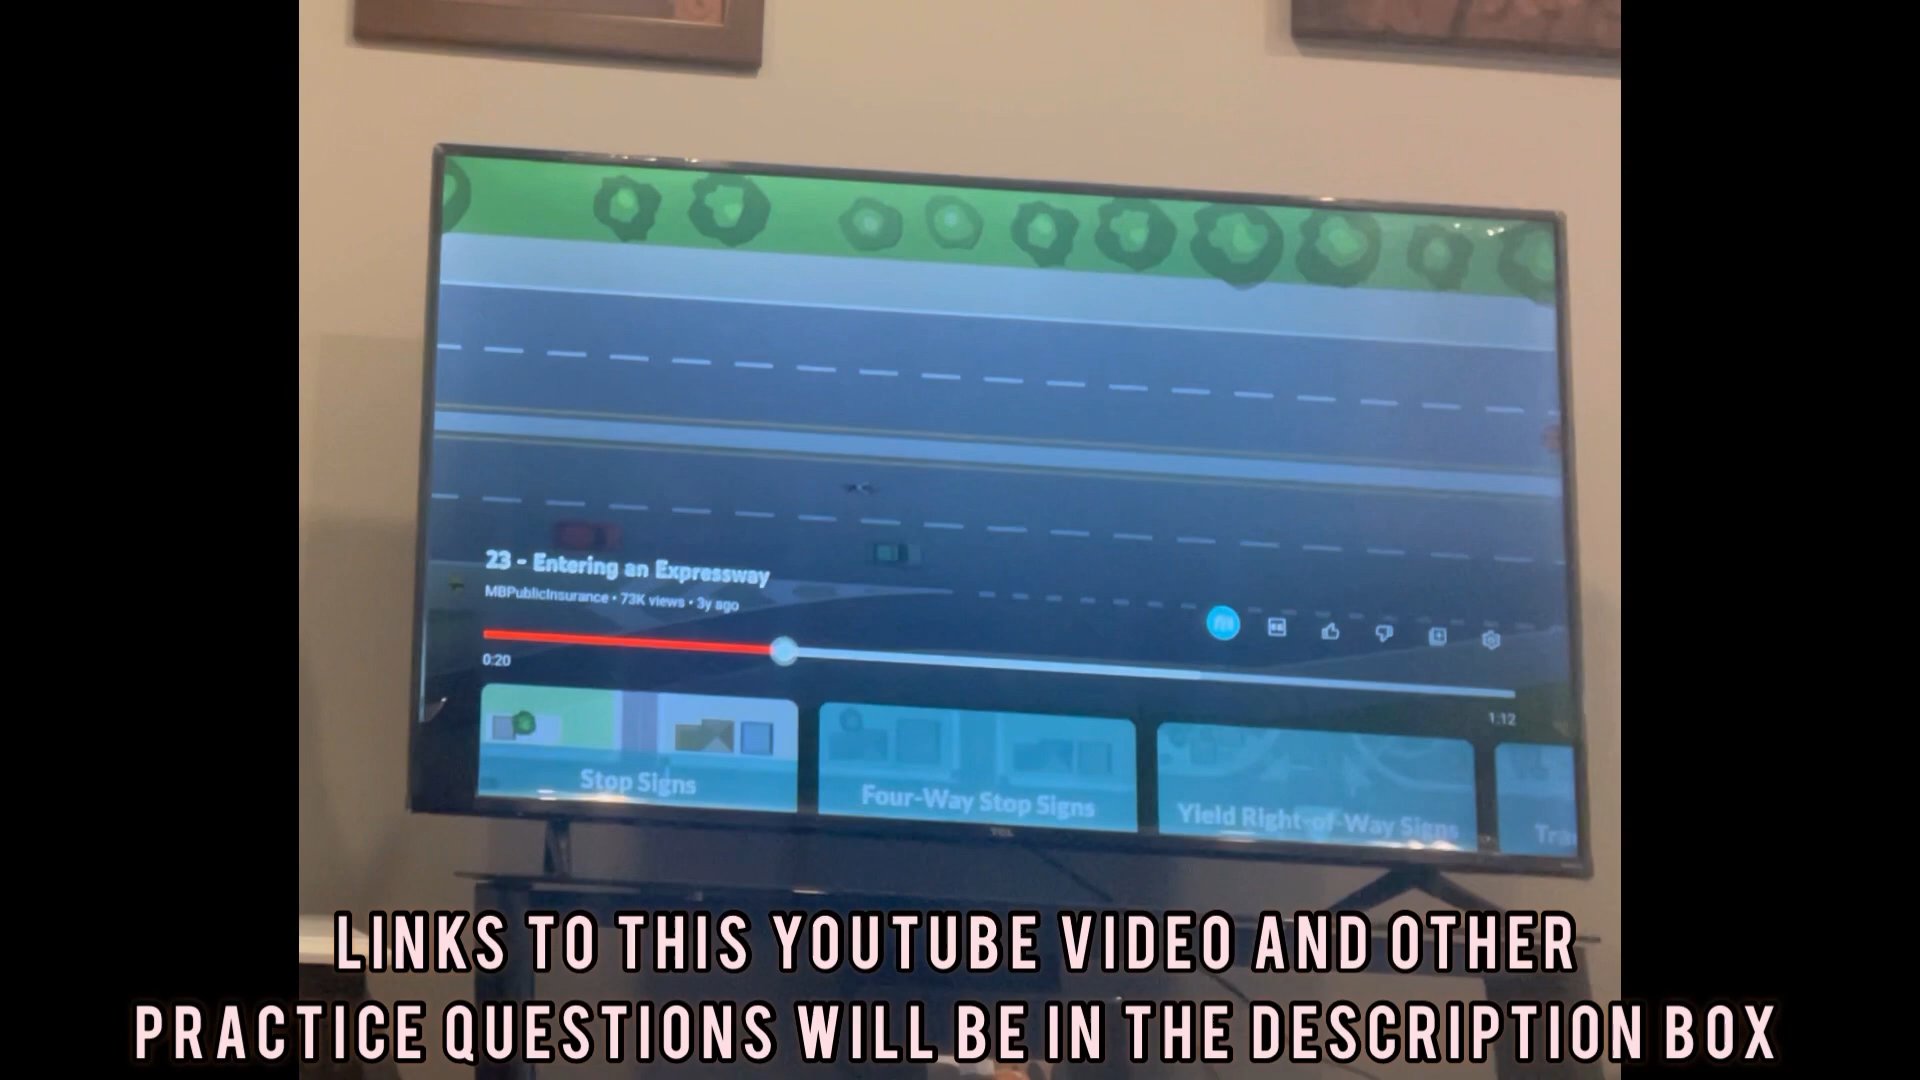 23 - Entering an Expressway
MBPublicInsurance • 73K views • 3y ago
0:20
1:12
Stop Signs
Four-Way Stop Signs
Yield Right-of-Way Signs
TCL
LINKS TO THIS YOUTUBE VIDEO AND OTHER
PRACTICE QUESTIONS WILL BE IN THE DESCRIPTION BOX